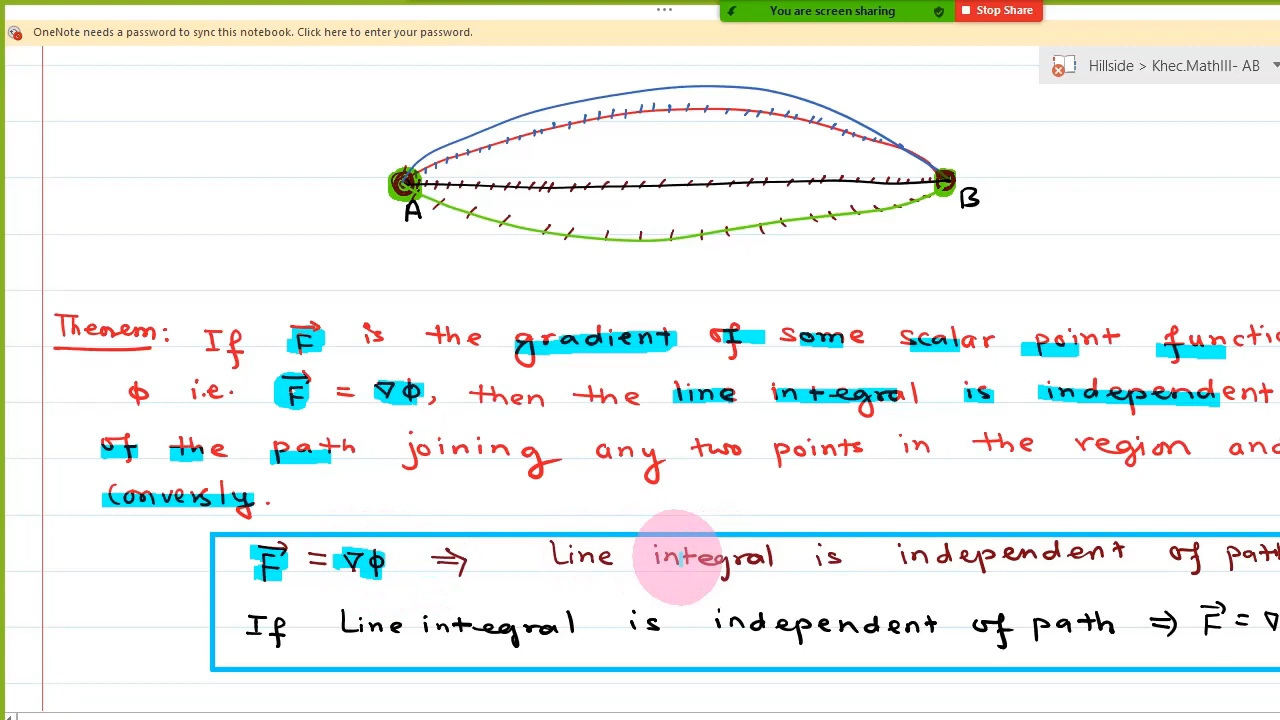 You are screen sharing Stop Share
OneNote needs a password to sync this notebook. Click here to enter your password.
Hillside > Khec.MathIII- AB
A
B
Theorem: If F⃗ is the gradient of some scalar point functio
ϕ i.e. F⃗ = ∇ϕ, then the line integral is independent
of the path joining any two points in the region and
Conversly.
F⃗ = ∇ϕ ⇒ Line integral is independent of path
If Line integral is independent of path ⇒ F⃗ = ∇